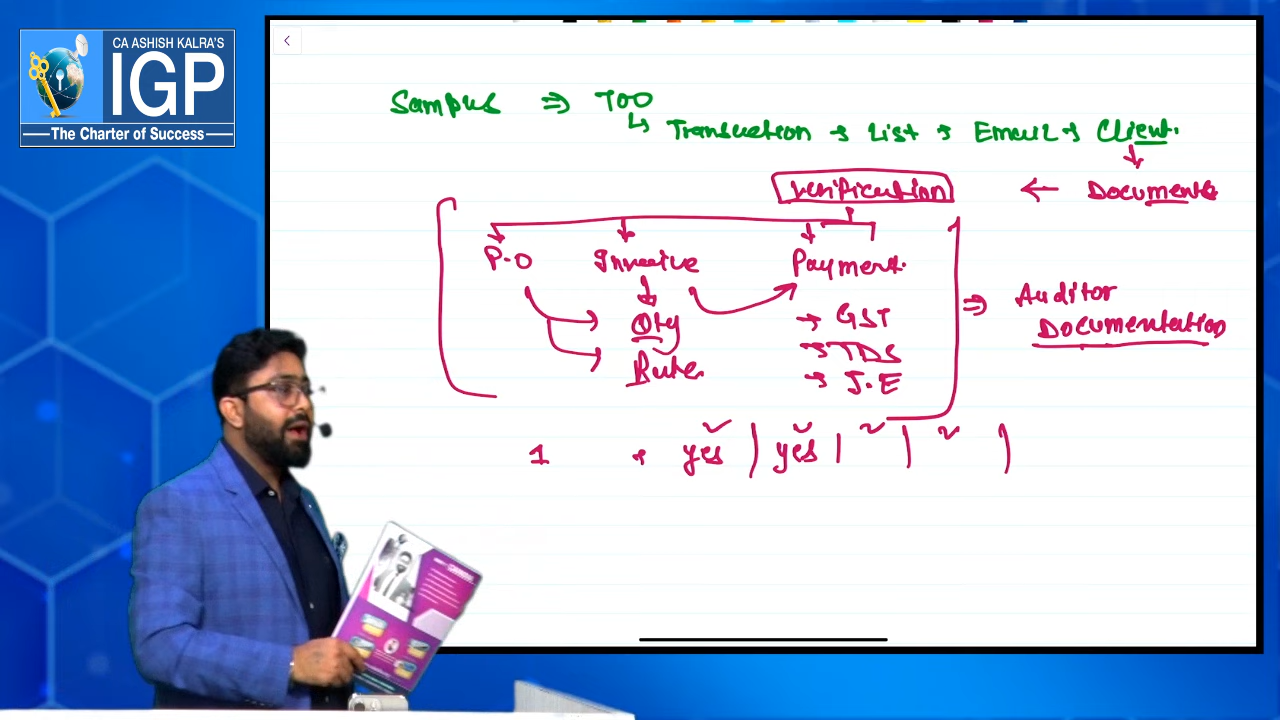 CA ASHISH KALRA'S
IGP
The Charter of Success
Samples ⇒ TOD
↳ Transaction → List → Email → Client.
↓
Verification ← Documents
P.O Invoice Payment.
Qty → GST
Rate → TDS
→ J.E
⇒ Auditor
Documentation
1 • yes ✓ | yes ✓ | ✓ | ✓ |